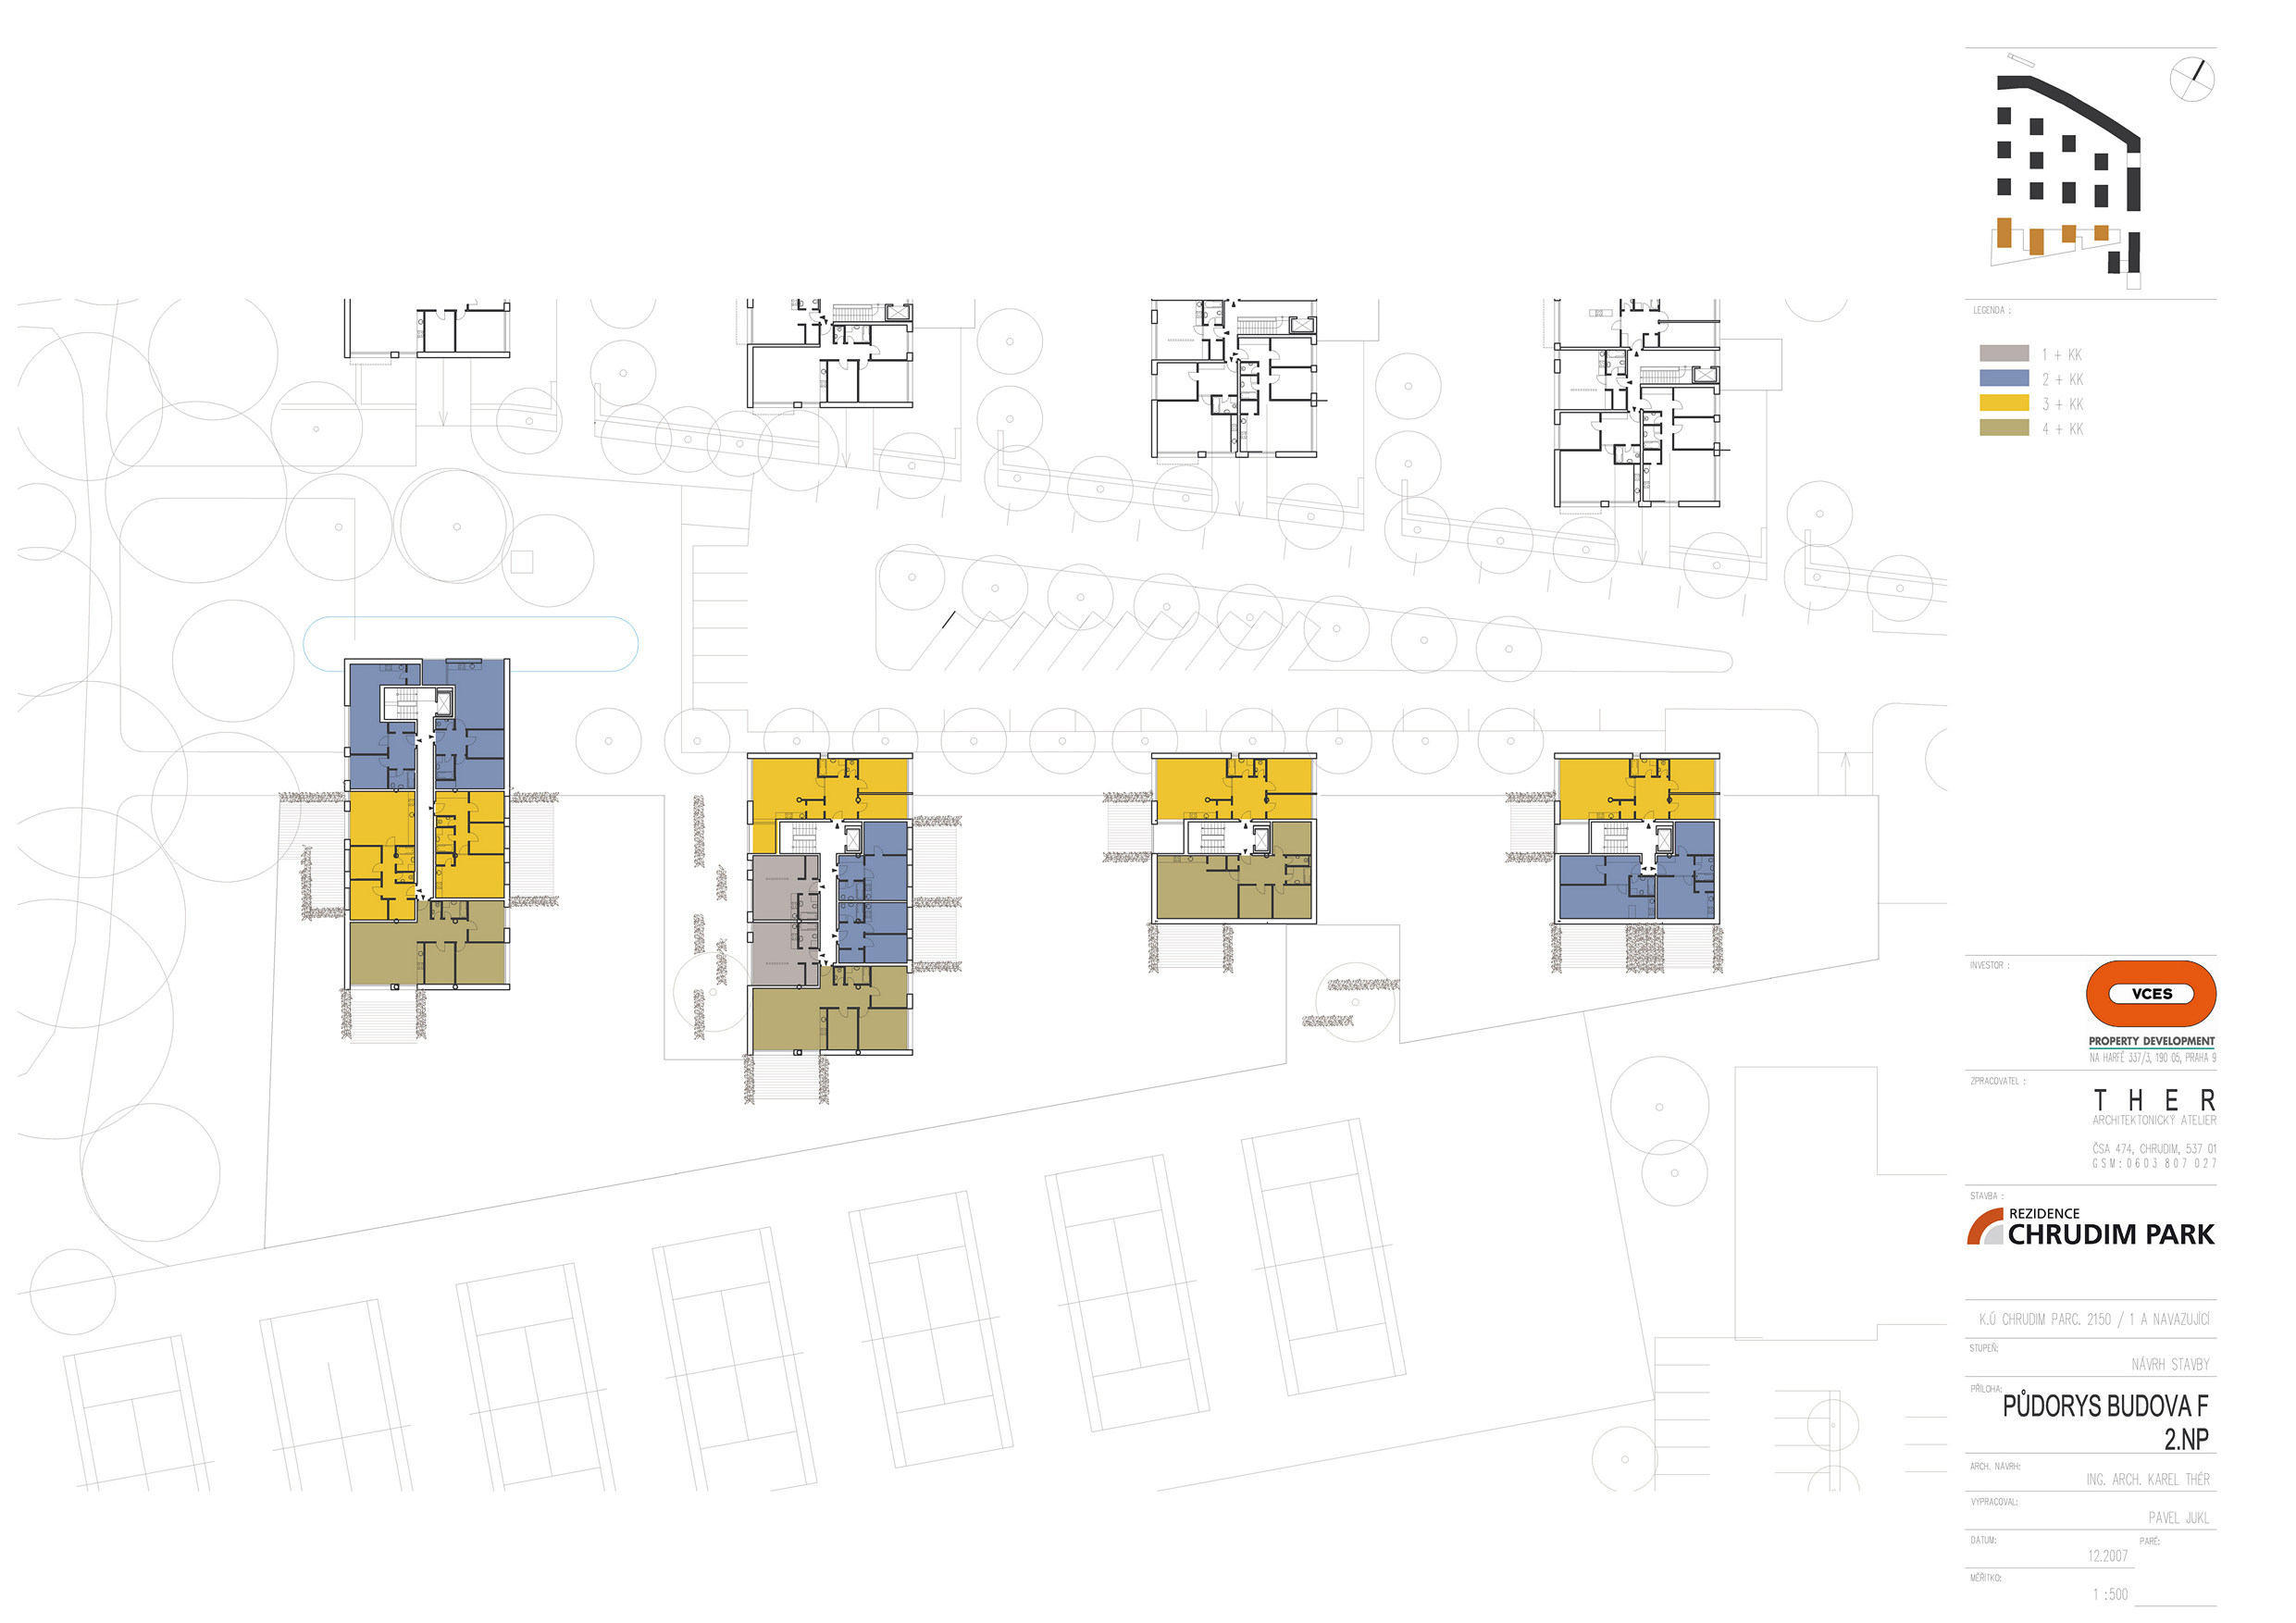 LEGENDA :
1 + KK
2 + KK
3 + KK
4 + KK
INVESTOR :
VCES
PROPERTY DEVELOPMENT
NA HARFĚ 337/3, 190 05, PRAHA 9
ZPRACOVATEL :
THER
ARCHITEKTONICKÝ ATELIER
ČSA 474, CHRUDIM, 537 01
GSM:0603 807 027
STAVBA :
REZIDENCE
CHRUDIM PARK
K.Ú CHRUDIM PARC. 2150 / 1 A NAVAZUJÍCÍ
STUPEŇ:
NÁVRH STAVBY
PŘÍLOHA:
PŮDORYS BUDOVA F
2.NP
ARCH. NÁVRH:
ING. ARCH. KAREL THÉR
VYPRACOVAL:
PAVEL JUKL
DATUM:
12.2007
PARÉ:
MĚŘÍTKO:
1 :500